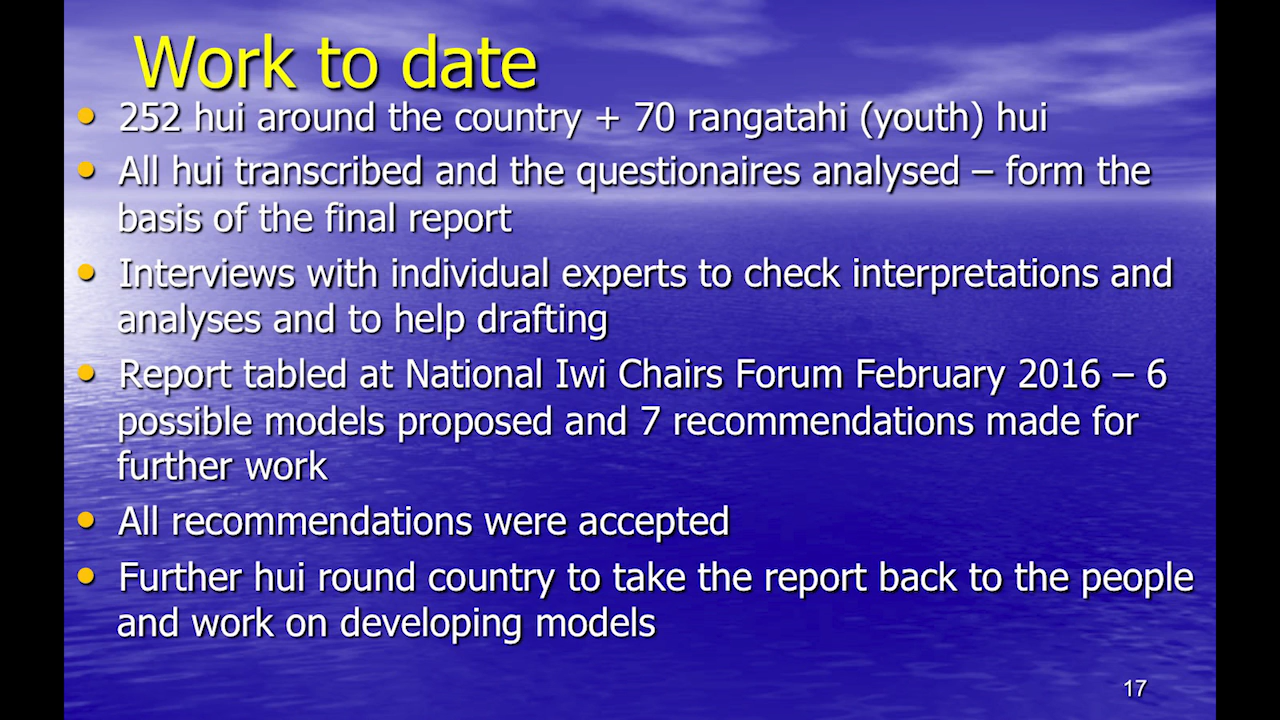 Work to date
• 252 hui around the country + 70 rangatahi (youth) hui
• All hui transcribed and the questionaires analysed – form the
basis of the final report
• Interviews with individual experts to check interpretations and
analyses and to help drafting
• Report tabled at National Iwi Chairs Forum February 2016 – 6
possible models proposed and 7 recommendations made for
further work
• All recommendations were accepted
• Further hui round country to take the report back to the people
and work on developing models
17